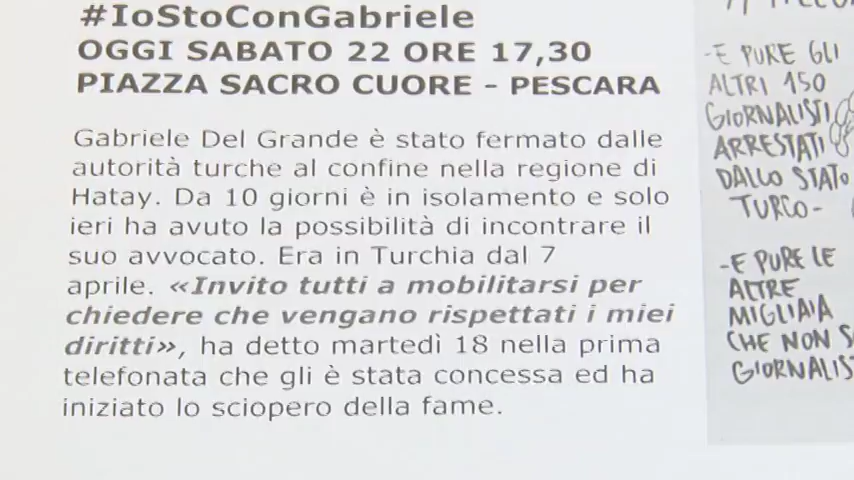 #IoStoConGabriele
OGGI SABATO 22 ORE 17,30
PIAZZA SACRO CUORE - PESCARA
Gabriele Del Grande è stato fermato dalle
autorità turche al confine nella regione di
Hatay. Da 10 giorni è in isolamento e solo
ieri ha avuto la possibilità di incontrare il
suo avvocato. Era in Turchia dal 7
aprile. «Invito tutti a mobilitarsi per
chiedere che vengano rispettati i miei
diritti», ha detto martedì 18 nella prima
telefonata che gli è stata concessa ed ha
iniziato lo sciopero della fame.
-E PURE GLI
ALTRI 150
GIORNALISTI
ARRESTATI
DALLO STATO
TURCO-
-E PURE LE
ALTRE
MIGLIAIA
CHE NON